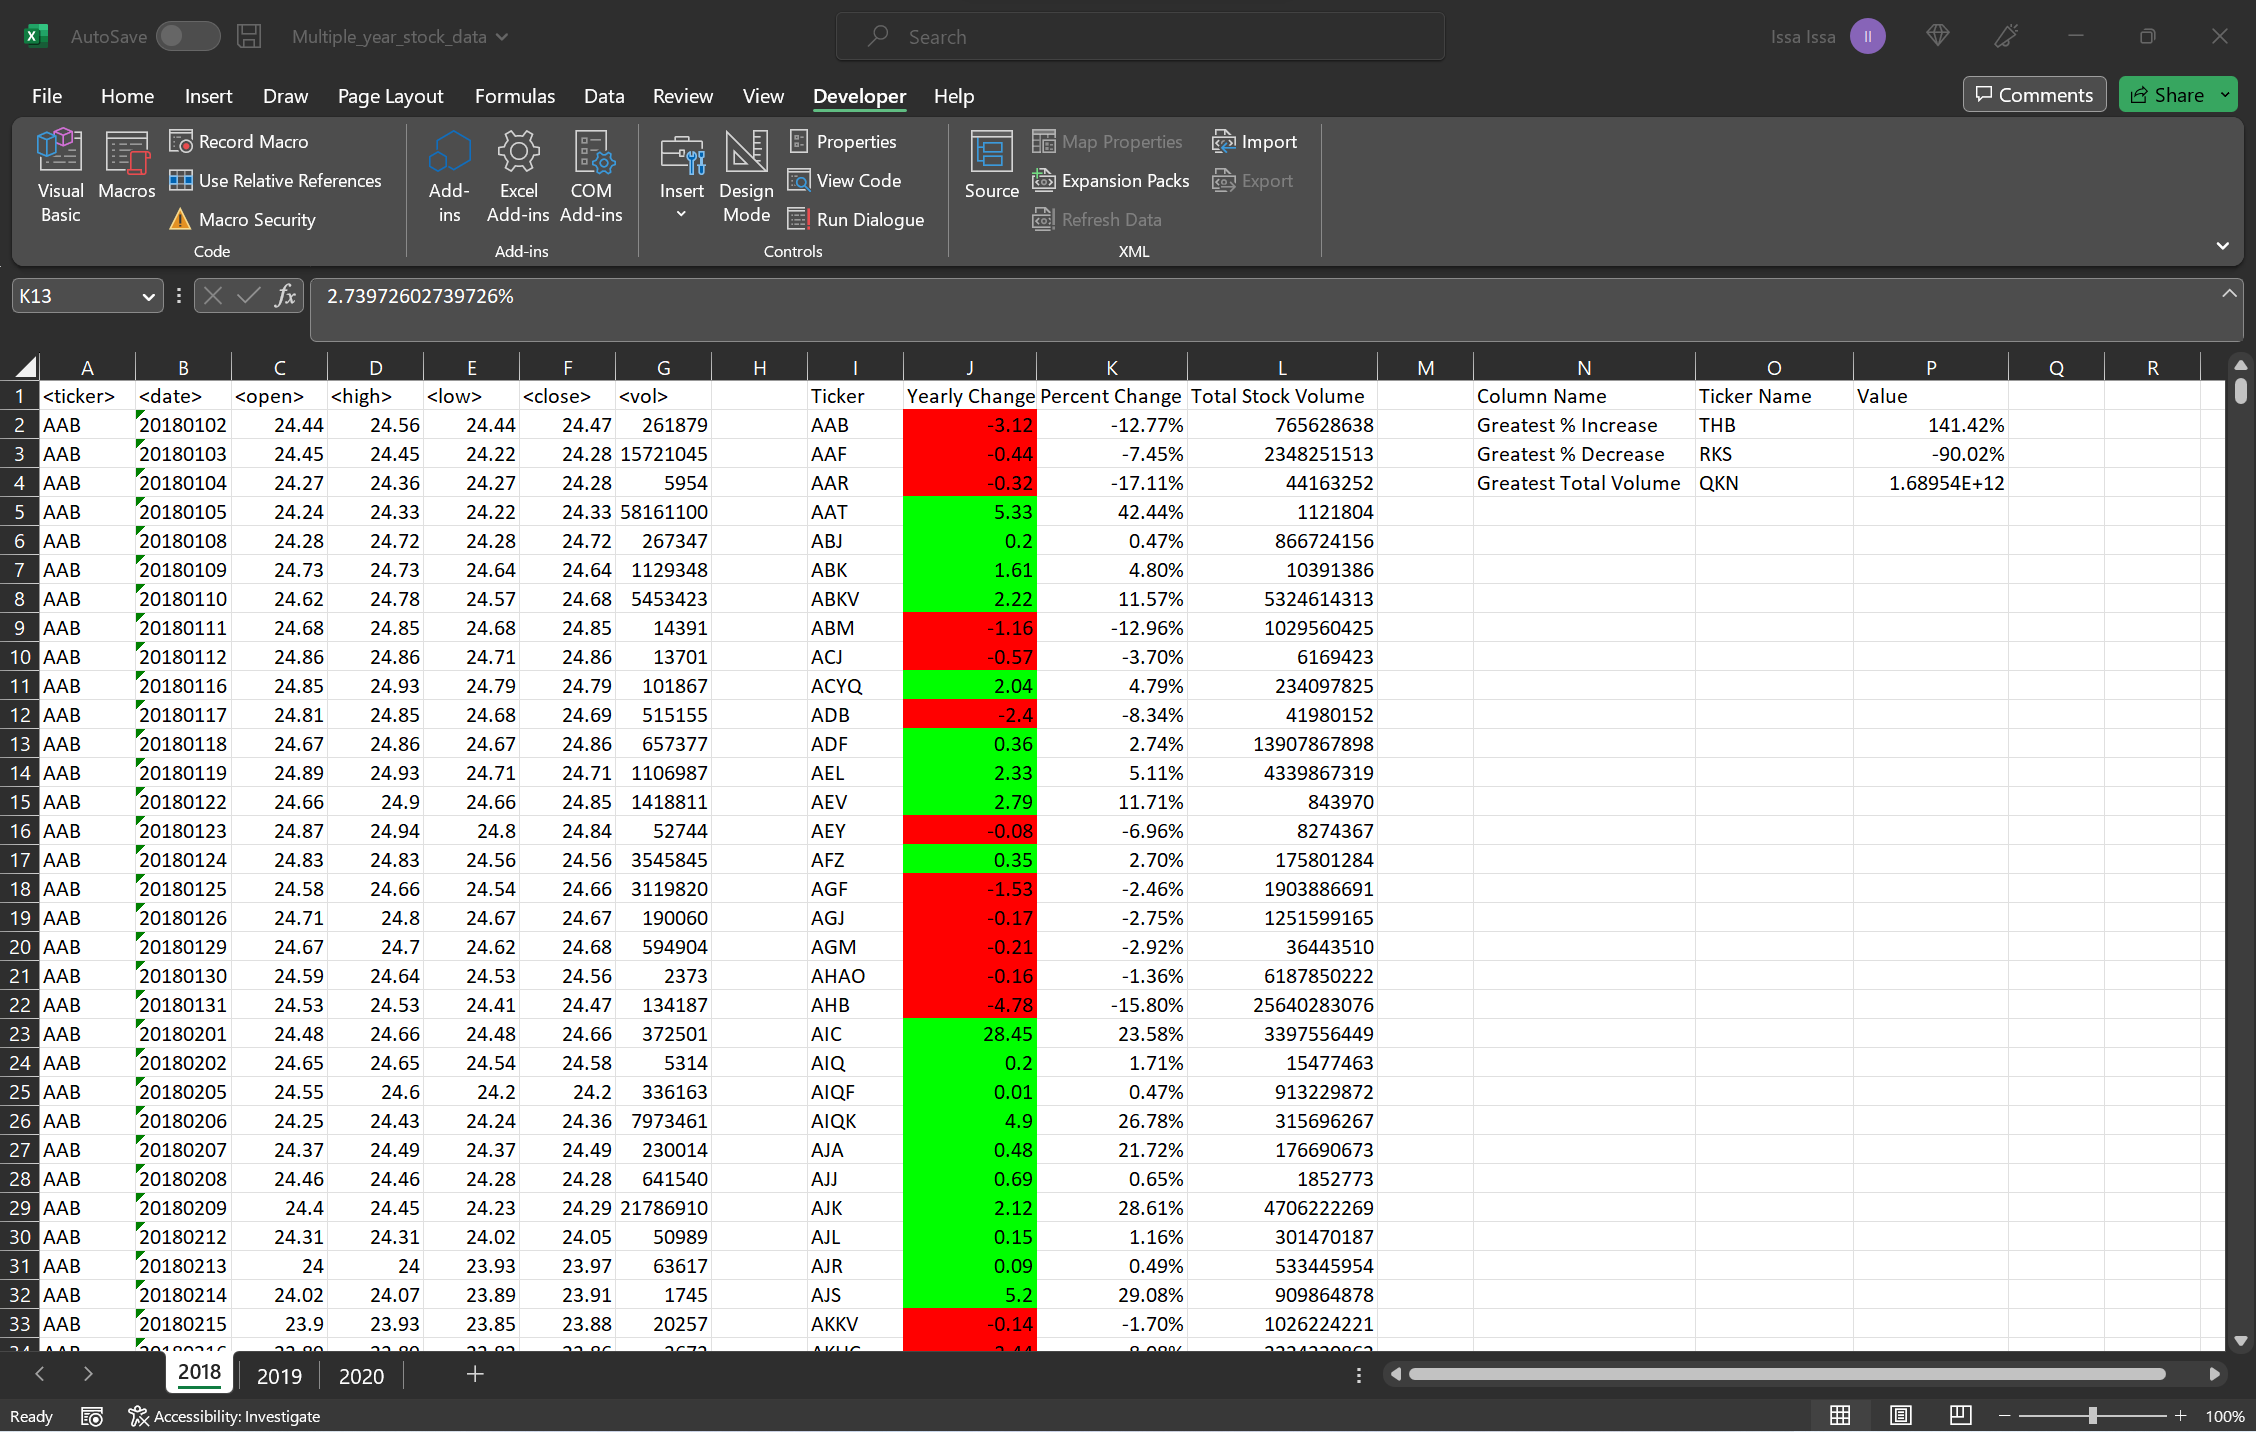 AutoSave Multiple_year_stock_data Search Issa Issa II
File Home Insert Draw Page Layout Formulas Data Review View Developer Help Comments Share
Visual Basic Macros Record Macro Use Relative References Macro Security Code
Add-ins Excel Add-ins COM Add-ins Add-ins
Insert Design Mode Properties View Code Run Dialogue Controls
Source Map Properties Expansion Packs Refresh Data Import Export XML
K13 fx 2.73972602739726%
A B C D E F G H I J K L M N O P Q R
1 <ticker> <date> <open> <high> <low> <close> <vol> Ticker Yearly Change Percent Change Total Stock Volume Column Name Ticker Name Value
2 AAB 20180102 24.44 24.56 24.44 24.47 261879 AAB -3.12 -12.77% 765628638 Greatest % Increase THB 141.42%
3 AAB 20180103 24.45 24.45 24.22 24.28 15721045 AAF -0.44 -7.45% 2348251513 Greatest % Decrease RKS -90.02%
4 AAB 20180104 24.27 24.36 24.27 24.28 5954 AAR -0.32 -17.11% 44163252 Greatest Total Volume QKN 1.68954E+12
5 AAB 20180105 24.24 24.33 24.22 24.33 58161100 AAT 5.33 42.44% 1121804
6 AAB 20180108 24.28 24.72 24.28 24.72 267347 ABJ 0.2 0.47% 866724156
7 AAB 20180109 24.73 24.73 24.64 24.64 1129348 ABK 1.61 4.80% 10391386
8 AAB 20180110 24.62 24.78 24.57 24.68 5453423 ABKV 2.22 11.57% 5324614313
9 AAB 20180111 24.68 24.85 24.68 24.85 14391 ABM -1.16 -12.96% 1029560425
10 AAB 20180112 24.86 24.86 24.71 24.86 13701 ACJ -0.57 -3.70% 6169423
11 AAB 20180116 24.85 24.93 24.79 24.79 101867 ACYQ 2.04 4.79% 234097825
12 AAB 20180117 24.81 24.85 24.68 24.69 515155 ADB -2.4 -8.34% 41980152
13 AAB 20180118 24.67 24.86 24.67 24.86 657377 ADF 0.36 2.74% 13907867898
14 AAB 20180119 24.89 24.93 24.71 24.71 1106987 AEL 2.33 5.11% 4339867319
15 AAB 20180122 24.66 24.9 24.66 24.85 1418811 AEV 2.79 11.71% 843970
16 AAB 20180123 24.87 24.94 24.8 24.84 52744 AEY -0.08 -6.96% 8274367
17 AAB 20180124 24.83 24.83 24.56 24.56 3545845 AFZ 0.35 2.70% 175801284
18 AAB 20180125 24.58 24.66 24.54 24.66 3119820 AGF -1.53 -2.46% 1903886691
19 AAB 20180126 24.71 24.8 24.67 24.67 190060 AGJ -0.17 -2.75% 1251599165
20 AAB 20180129 24.67 24.7 24.62 24.68 594904 AGM -0.21 -2.92% 36443510
21 AAB 20180130 24.59 24.64 24.53 24.56 2373 AHAO -0.16 -1.36% 6187850222
22 AAB 20180131 24.53 24.53 24.41 24.47 134187 AHB -4.78 -15.80% 25640283076
23 AAB 20180201 24.48 24.66 24.48 24.66 372501 AIC 28.45 23.58% 3397556449
24 AAB 20180202 24.65 24.65 24.54 24.58 5314 AIQ 0.2 1.71% 15477463
25 AAB 20180205 24.55 24.6 24.2 24.2 336163 AIQF 0.01 0.47% 913229872
26 AAB 20180206 24.25 24.43 24.24 24.36 7973461 AIQK 4.9 26.78% 315696267
27 AAB 20180207 24.37 24.49 24.37 24.49 230014 AJA 0.48 21.72% 176690673
28 AAB 20180208 24.46 24.46 24.28 24.28 641540 AJJ 0.69 0.65% 1852773
29 AAB 20180209 24.4 24.45 24.23 24.29 21786910 AJK 2.12 28.61% 4706222269
30 AAB 20180212 24.31 24.31 24.02 24.05 50989 AJL 0.15 1.16% 301470187
31 AAB 20180213 24 24 23.93 23.97 63617 AJR 0.09 0.49% 533445954
32 AAB 20180214 24.02 24.07 23.89 23.91 1745 AJS 5.2 29.08% 909864878
33 AAB 20180215 23.9 23.93 23.85 23.88 20257 AKKV -0.14 -1.70% 1026224221
2018 2019 2020
Ready Accessibility: Investigate 100%